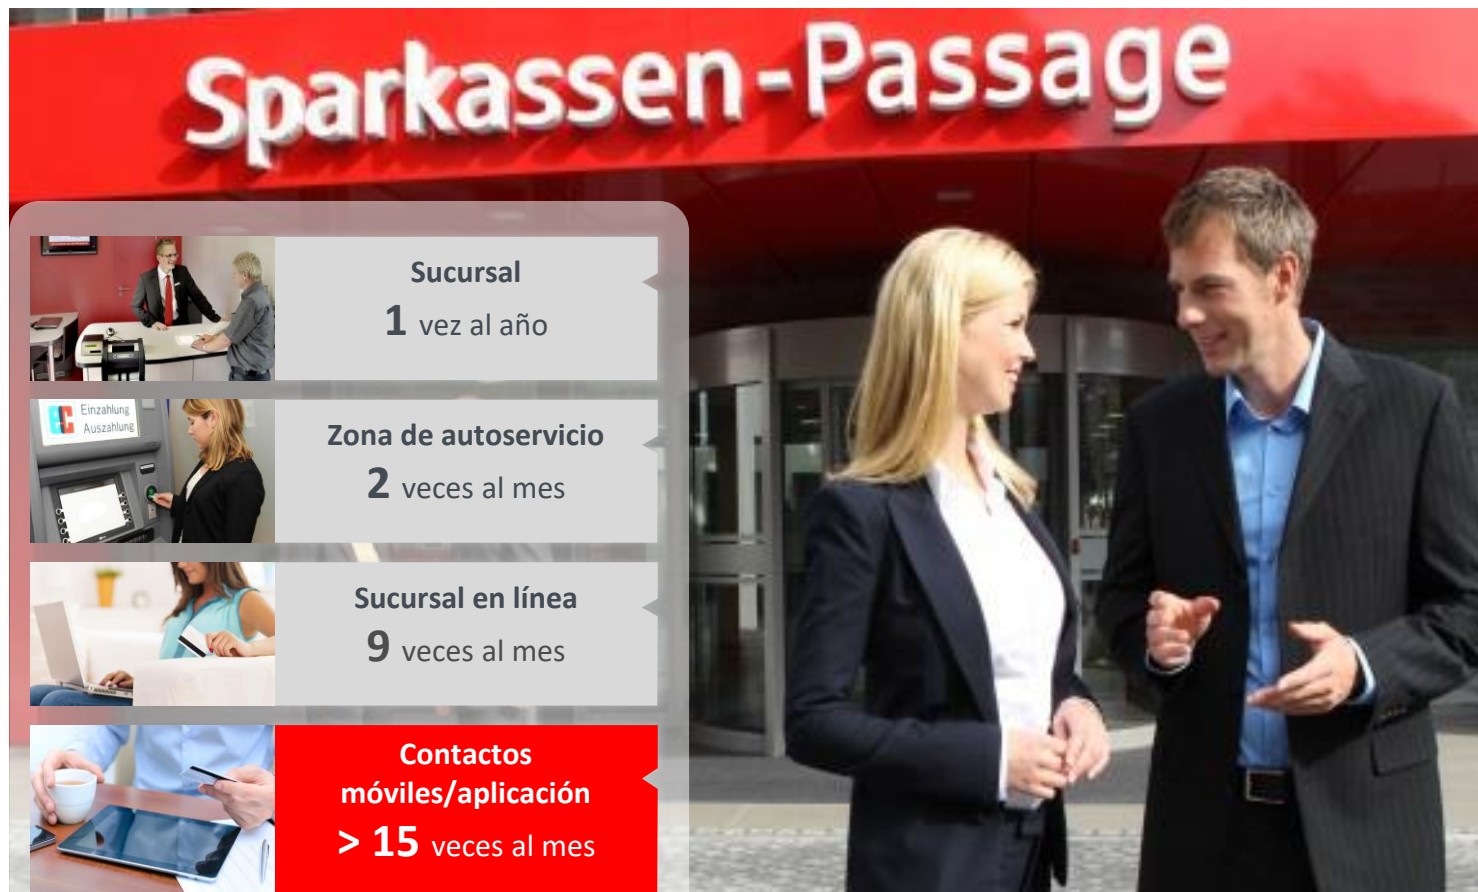 Sparkassen-Passage
Sucursal
1 vez al año
Einzahlung
Auszahlung
Zona de autoservicio
2 veces al mes
Sucursal en línea
9 veces al mes
Contactos
móviles/aplicación
> 15 veces al mes